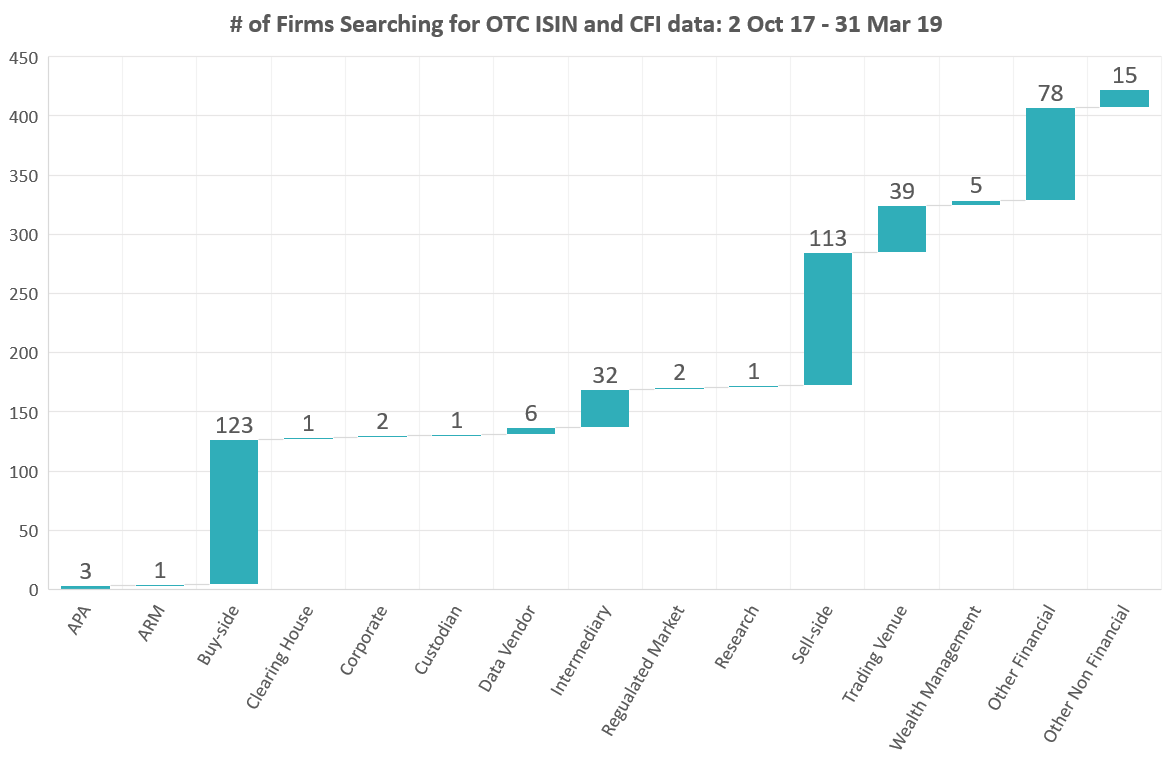 # of Firms Searching for OTC ISIN and CFI data: 2 Oct 17 - 31 Mar 19
450
400
350
300
250
200
150
100
50
0
3
1
123
1
2
1
6
32
2
1
113
39
5
78
15
APA
ARM
Buy-side
Clearing House
Corporate
Custodian
Data Vendor
Intermediary
Regualated Market
Research
Sell-side
Trading Venue
Wealth Management
Other Financial
Other Non Financial